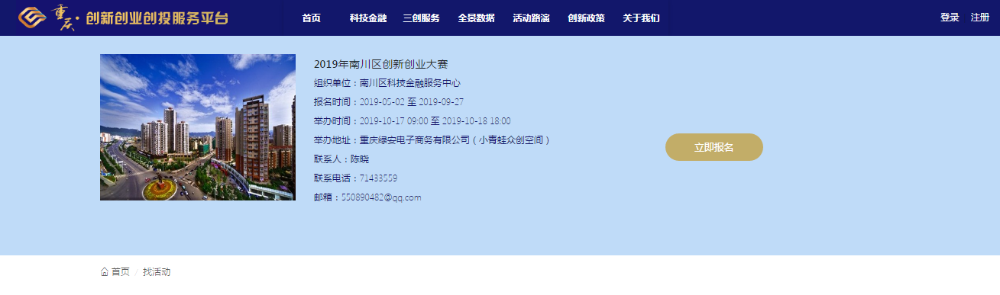 重庆·创新创业创投服务平台
首页 科技金融 三创服务 全景数据 活动路演 创新政策 关于我们
登录 注册
2019年南川区创新创业大赛
组织单位：南川区科技金融服务中心
报名时间：2019-05-02 至 2019-09-27
举办时间：2019-10-17 09:00 至 2019-10-18 18:00
举办地址：重庆绿安电子商务有限公司（小青蛙众创空间）
联系人：陈晓
联系电话：71433559
邮箱：550890482@qq.com
立即报名
首页 / 找活动